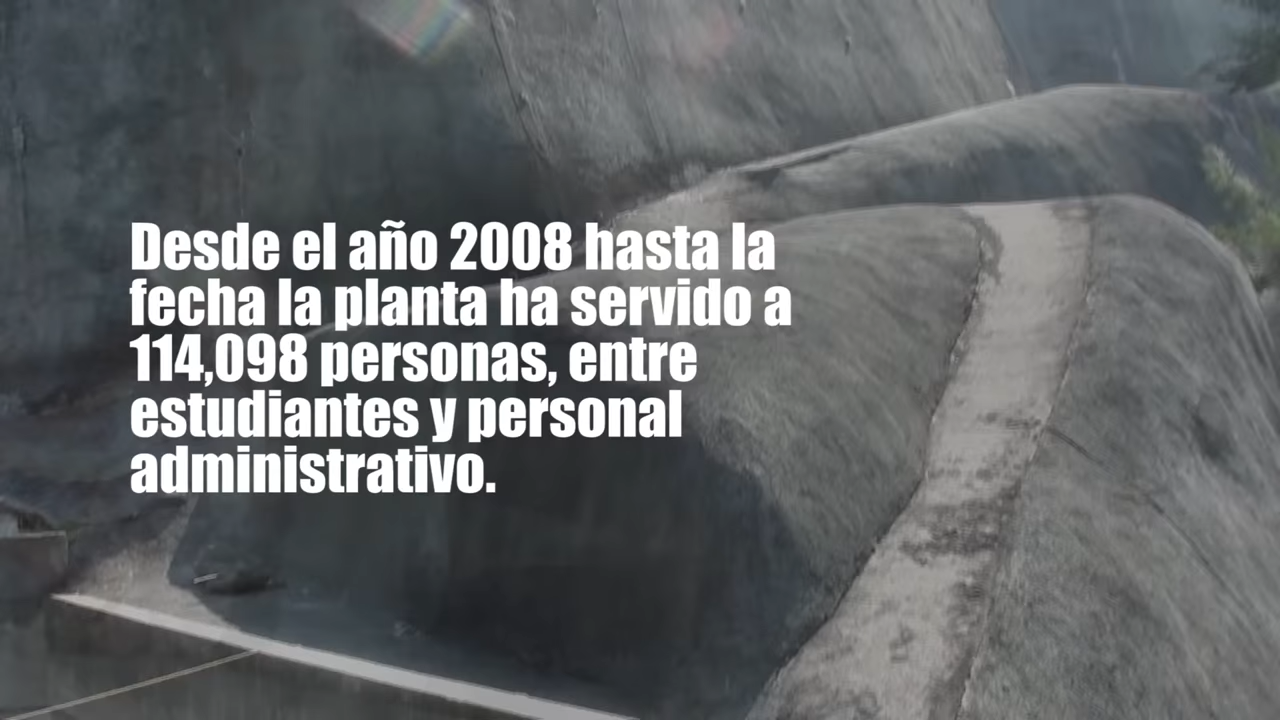 Desde el año 2008 hasta la
fecha la planta ha servido a
114,098 personas, entre
estudiantes y personal
administrativo.